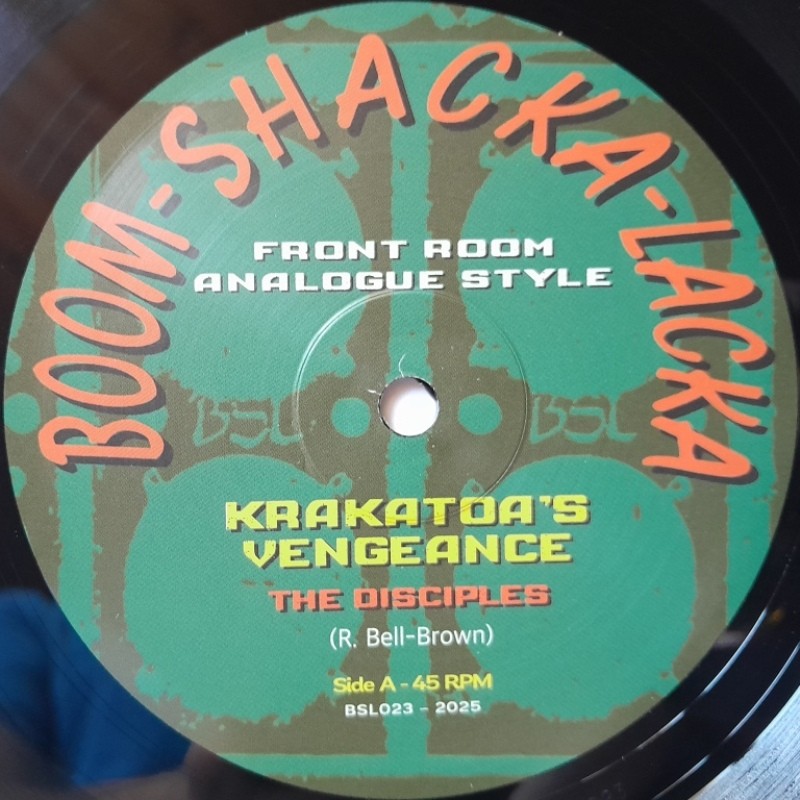 BOOM-SHACKA-LACKA
FRONT ROOM
ANALOGUE STYLE
BSL BSL
KRAKATOA'S
VENGEANCE
THE DISCIPLES
(R. Bell-Brown)
Side A - 45 RPM
BSL023 - 2025